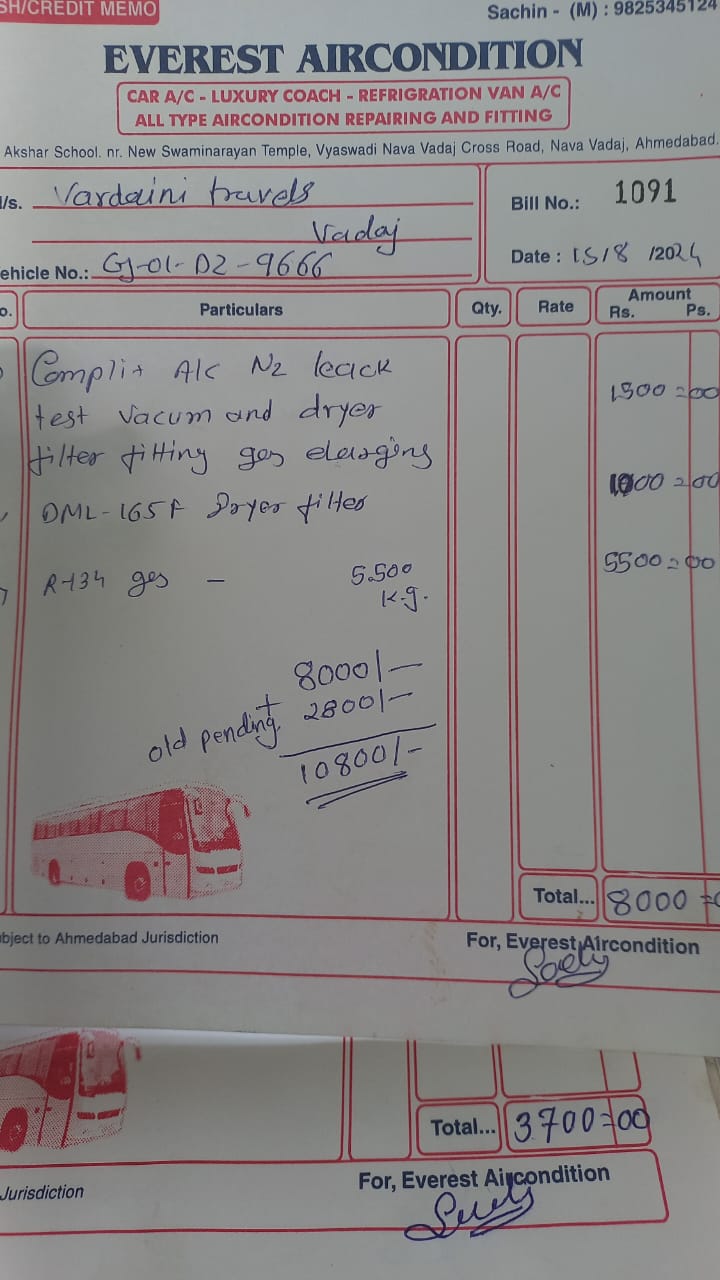 SH/CREDIT MEMO
Sachin - (M) : 9825345124
EVEREST AIRCONDITION
CAR A/C - LUXURY COACH - REFRIGRATION VAN A/C
ALL TYPE AIRCONDITION REPAIRING AND FITTING
Akshar School. nr. New Swaminarayan Temple, Vyaswadi Nava Vadaj Cross Road, Nava Vadaj, Ahmedabad.
/s. Vardaini travels
Vadaj
Bill No.: 1091
ehicle No.: GJ-01-DZ-9666
Date : 15/8 /2024
o. Particulars Qty. Rate Amount
Rs. Ps.
Complit A/C N2 leack
1500=00
test vacum and dryer
filter fitting ges charging
1000=00
DML-165F Dryer filter
5500=00
R-134 ges - 5.500
K.g.
8000/-
old pending + 2800/-
10800/-
Total... 8000=0
bject to Ahmedabad Jurisdiction
For, Everest Aircondition
Total... 3700=00
For, Everest Aircondition
Jurisdiction